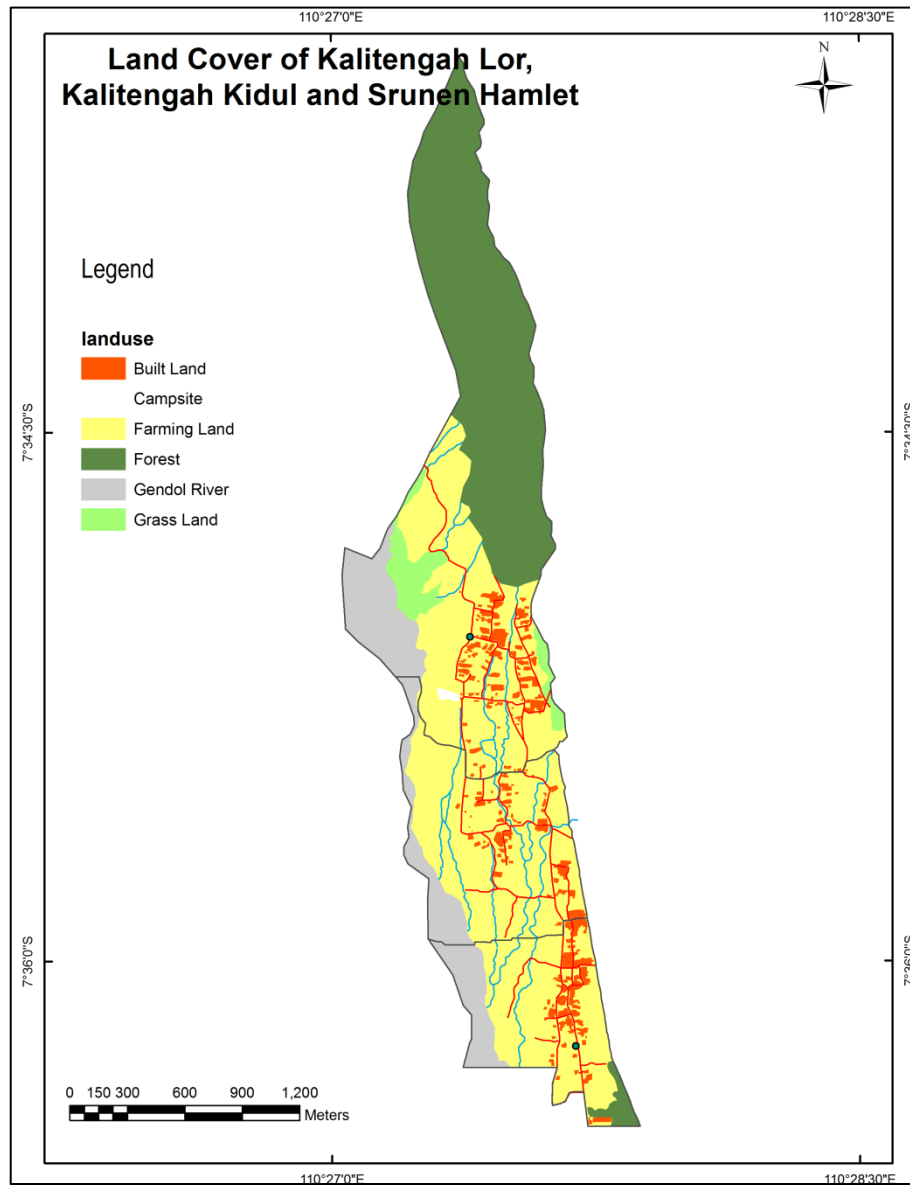 110°27'0"E
110°28'30"E
Land Cover of Kalitengah Lor,
Kalitengah Kidul and Srunen Hamlet
N
Legend
landuse
Built Land
Campsite
Farming Land
Forest
Gendol River
Grass Land
7°34'30"S
7°34'30"S
7°36'0"S
7°36'0"S
0 150 300 600 900 1,200
Meters
110°27'0"E
110°28'30"E